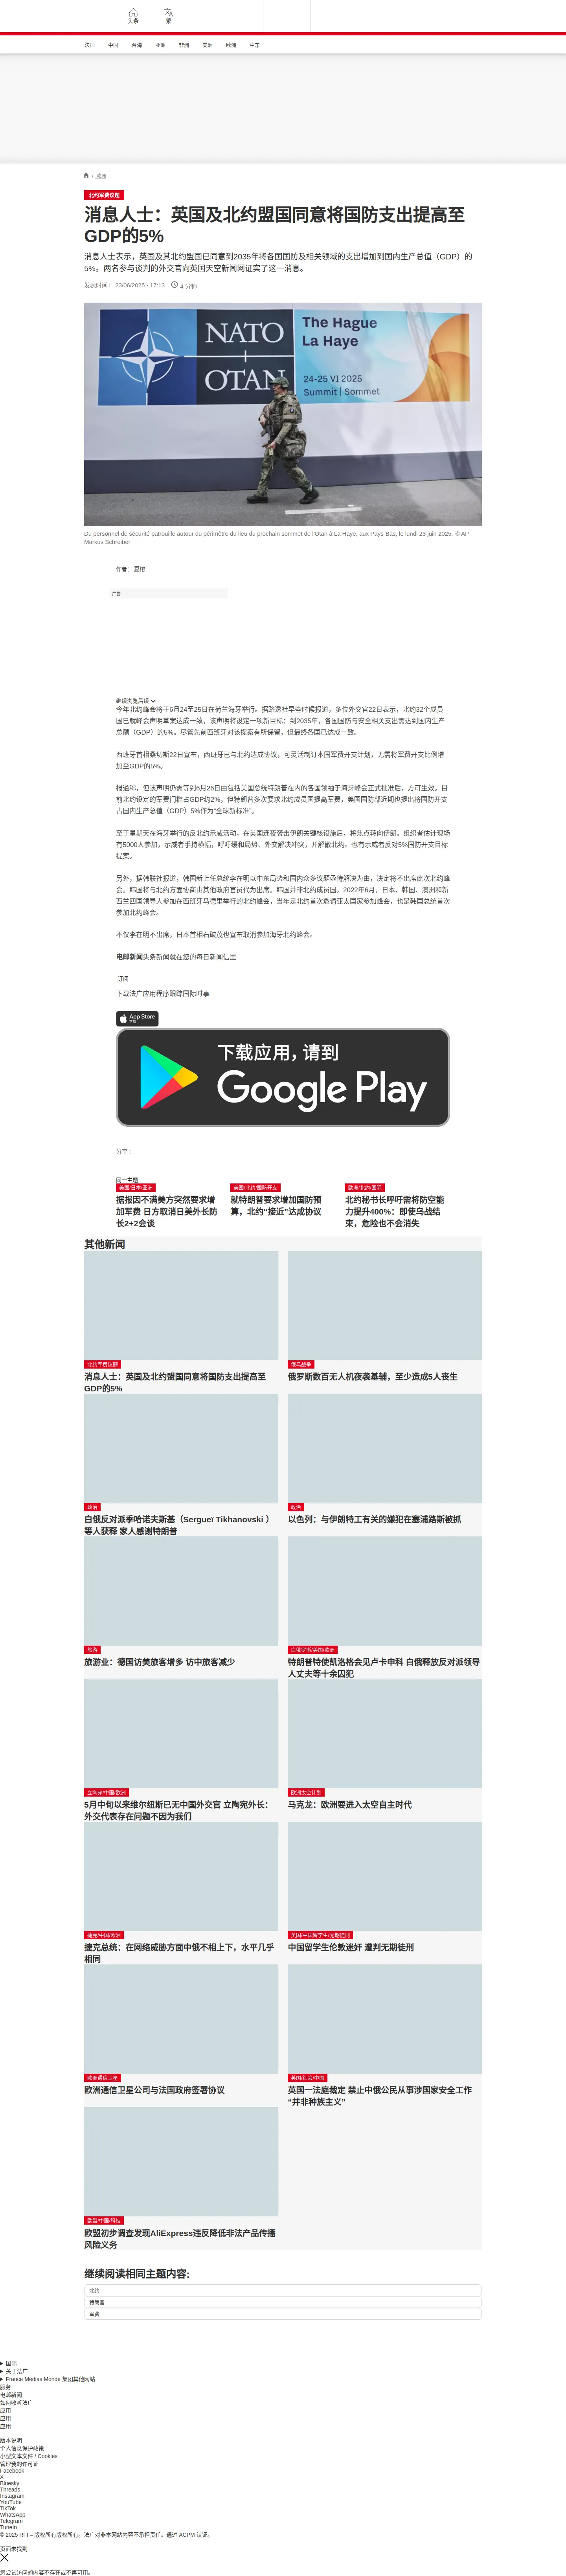 头条
繁
法国
中国
台海
亚洲
非洲
美洲
欧洲
中东
/ 欧洲
北约军费议题
消息人士：英国及北约盟国同意将国防支出提高至
GDP的5%
消息人士表示，英国及其北约盟国已同意到2035年将各国国防及相关领域的支出增加到国内生产总值（GDP）的
5%。两名参与谈判的外交官向英国天空新闻网证实了这一消息。
发表时间： 23/06/2025 - 17:13
4 分钟
NATO
OTAN
The Hague
La Haye
24-25 VI 2025
Summit | Sommet
Du personnel de sécurité patrouille autour du périmètre du lieu du prochain sommet de l'Otan à La Haye, aux Pays-Bas, le lundi 23 juin 2025. © AP -
Markus Schreiber
作者： 夏榕
广告
继续浏览后续
今年北约峰会将于6月24至25日在荷兰海牙举行。据路透社早些时候报道，多位外交官22日表示，北约32个成员
国已就峰会声明草案达成一致，该声明将设定一项新目标：到2035年，各国国防与安全相关支出需达到国内生产
总额（GDP）的5%。尽管先前西班牙对该提案有所保留，但最终各国已达成一致。
西班牙首相桑切斯22日宣布，西班牙已与北约达成协议，可灵活制订本国军费开支计划，无需将军费开支比例增
加至GDP的5%。
报道称，但该声明仍需等到6月26日由包括美国总统特朗普在内的各国领袖于海牙峰会正式批准后，方可生效。目
前北约设定的军费门槛占GDP约2%，但特朗普多次要求北约成员国提高军费，美国国防部近期也提出将国防开支
占国内生产总值（GDP）5%作为“全球新标准”。
至于星期天在海牙举行的反北约示威活动，在美国连夜袭击伊朗关键核设施后，将焦点转向伊朗。组织者估计现场
有5000人参加，示威者手持横幅，呼吁缓和局势、外交解决冲突，并解散北约。也有示威者反对5%国防开支目标
提案。
另外，据韩联社报道，韩国新上任总统李在明以中东局势和国内众多议题亟待解决为由，决定将不出席此次北约峰
会。韩国将与北约方面协商由其他政府官员代为出席。韩国并非北约成员国。2022年6月，日本、韩国、澳洲和新
西兰四国领导人参加在西班牙马德里举行的北约峰会，当年是北约首次邀请亚太国家参加峰会，也是韩国总统首次
参加北约峰会。
不仅李在明不出席，日本首相石破茂也宣布取消参加海牙北约峰会。
电邮新闻头条新闻就在您的每日新闻信里
订阅
下载法广应用程序跟踪国际时事
App Store
下载
下载应用，请到
Google Play
分享 :
同一主题
美国/日本/亚洲
据报因不满美方突然要求增
加军费 日方取消日美外长防
长2+2会谈
美国/北约/国防开支
就特朗普要求增加国防预
算，北约“接近”达成协议
欧洲/北约/国际
北约秘书长呼吁需将防空能
力提升400%：即使乌战结
束，危险也不会消失
其他新闻
北约军费议题
消息人士：英国及北约盟国同意将国防支出提高至
GDP的5%
俄乌战争
俄罗斯数百无人机夜袭基辅，至少造成5人丧生
政治
白俄反对派季哈诺夫斯基（Sergueï Tikhanovski ）
等人获释 家人感谢特朗普
政治
以色列：与伊朗特工有关的嫌犯在塞浦路斯被抓
旅游
旅游业：德国访美旅客增多 访中旅客减少
白俄罗斯/美国/欧洲
特朗普特使凯洛格会见卢卡申科 白俄释放反对派领导
人丈夫等十余囚犯
立陶宛/中国/欧洲
5月中旬以来维尔纽斯已无中国外交官 立陶宛外长：
外交代表存在问题不因为我们
欧洲太空计划
马克龙：欧洲要进入太空自主时代
捷克/中国/欧洲
捷克总统：在网络威胁方面中俄不相上下，水平几乎
相同
英国/中国留学生/无期徒刑
中国留学生伦敦迷奸 遭判无期徒刑
欧洲通信卫星
欧洲通信卫星公司与法国政府签署协议
英国/社会/中国
英国一法庭裁定 禁止中俄公民从事涉国家安全工作
“并非种族主义”
欧盟/中国/科技
欧盟初步调查发现AliExpress违反降低非法产品传播
风险义务
继续阅读相同主题内容:
北约
特朗普
军费
国际
关于法广
France Médias Monde 集团其他网站
服务
电邮新闻
如何收听法广
应用
应用
应用
版本说明
个人信息保护政策
小型文本文件 / Cookies
管理我的许可证
Facebook
X
Bluesky
Threads
Instagram
YouTube
TikTok
WhatsApp
Telegram
TuneIn
© 2025 RFI – 版权所有版权所有。法广对非本网站内容不承担责任。通过 ACPM 认证。
页面未找到
您尝试访问的内容不存在或不再可用。